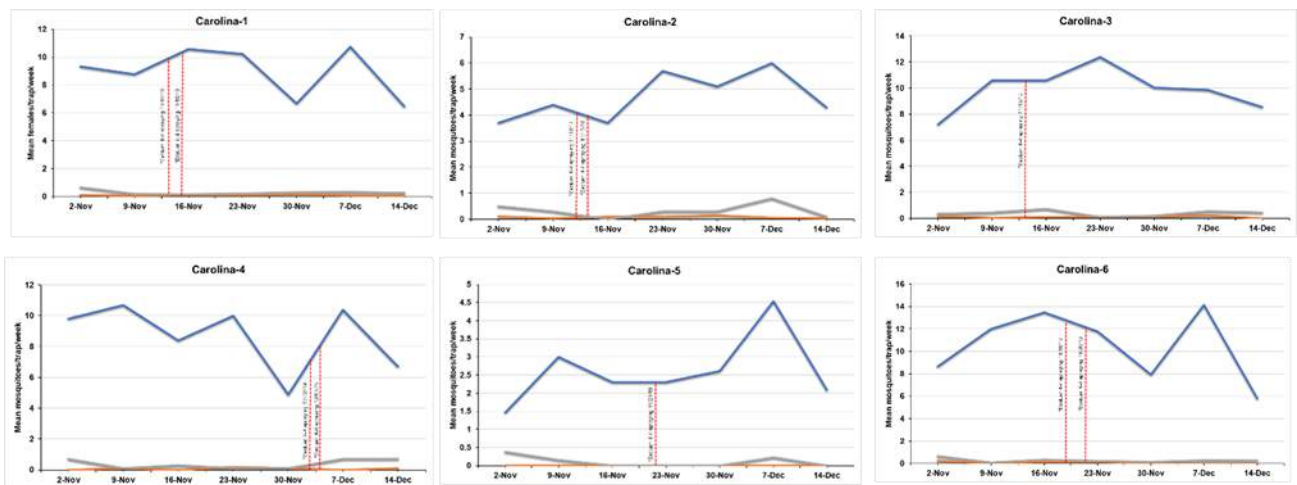 Carolina-1
Mean females/trap/week
12
10
8
6
4
2
0
2-Nov 9-Nov 16-Nov 23-Nov 30-Nov 7-Dec 14-Dec
Carolina-2
Mean mosquitoes/trap/week
7
6
5
4
3
2
1
0
2-Nov 9-Nov 16-Nov 23-Nov 30-Nov 7-Dec 14-Dec
Carolina-3
Mean mosquitoes/trap/week
14
12
10
8
6
4
2
0
2-Nov 9-Nov 16-Nov 23-Nov 30-Nov 7-Dec 14-Dec
Carolina-4
Mean mosquitoes/trap/week
12
10
8
6
4
2
0
2-Nov 9-Nov 16-Nov 23-Nov 30-Nov 7-Dec 14-Dec
Carolina-5
Mean mosquitoes/trap/week
5
4.5
4
3.5
3
2.5
2
1.5
1
0.5
0
2-Nov 9-Nov 16-Nov 23-Nov 30-Nov 7-Dec 14-Dec
Carolina-6
Mean mosquitoes/trap/week
16
14
12
10
8
6
4
2
0
2-Nov 9-Nov 16-Nov 23-Nov 30-Nov 7-Dec 14-Dec